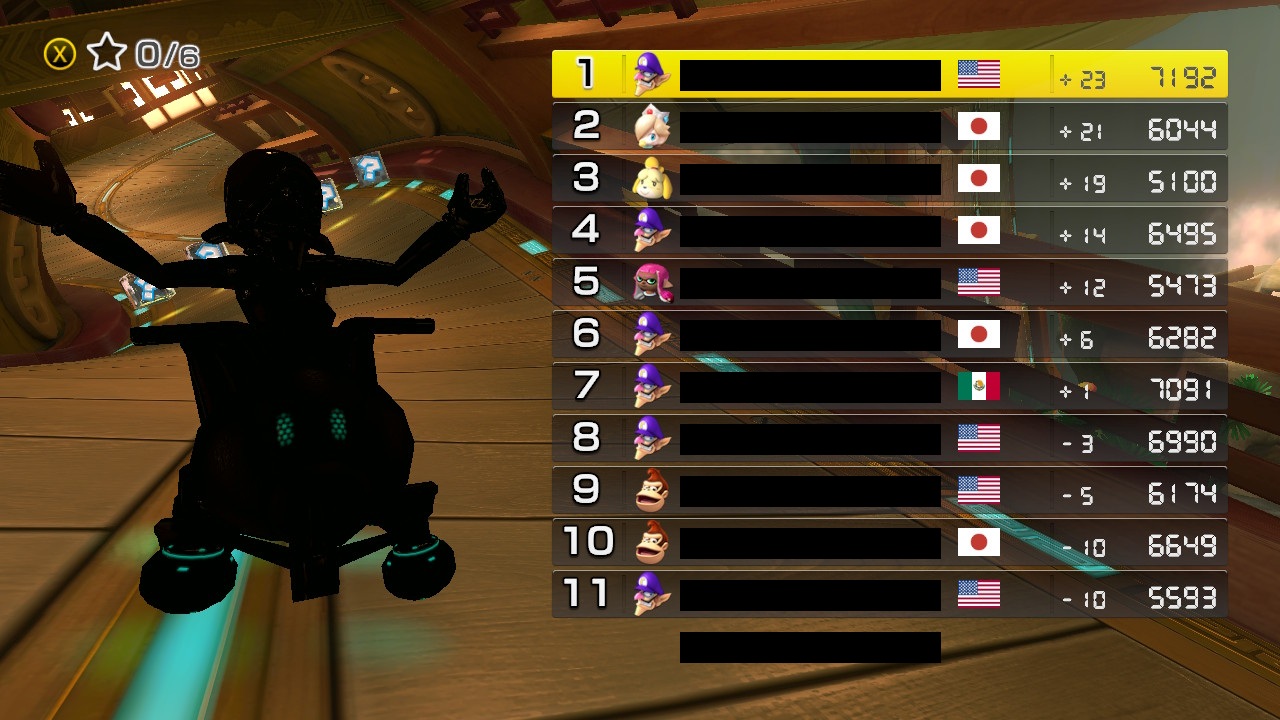 X 0/6
1 + 23 7192
2 + 21 6044
3 + 19 5100
4 + 14 6495
5 + 12 5473
6 + 6 6282
7 + 1 7091
8 - 3 6990
9 - 5 6174
10 - 10 6649
11 - 10 5593